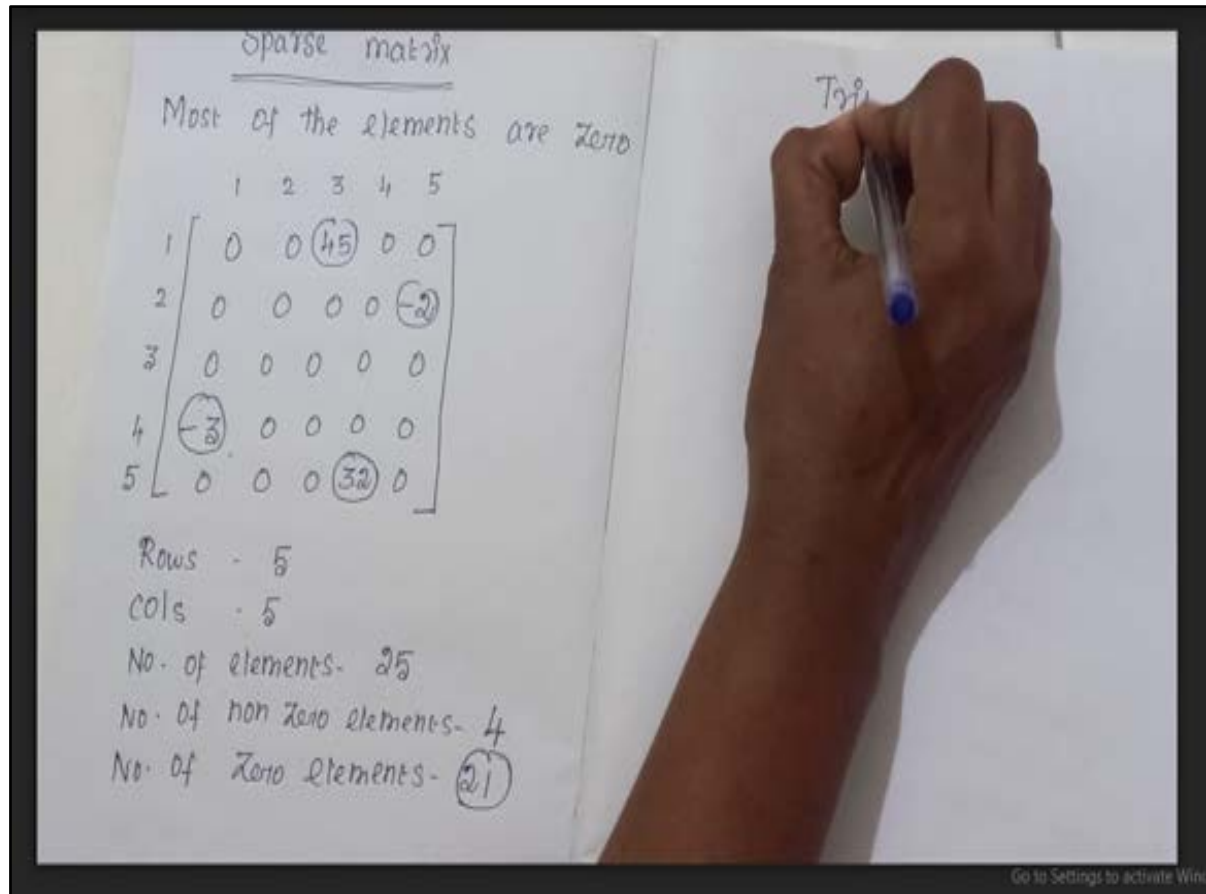 Sparse matrix
Most of the elements are zero
1 2 3 4 5
1 0 0 45 0 0
2 0 0 0 0 -2
3 0 0 0 0 0
4 -3 0 0 0 0
5 0 0 0 32 0
Rows - 5
Cols - 5
No. of elements - 25
No. of non zero elements - 4
No. of zero elements - 21
Go to Settings to activate Win